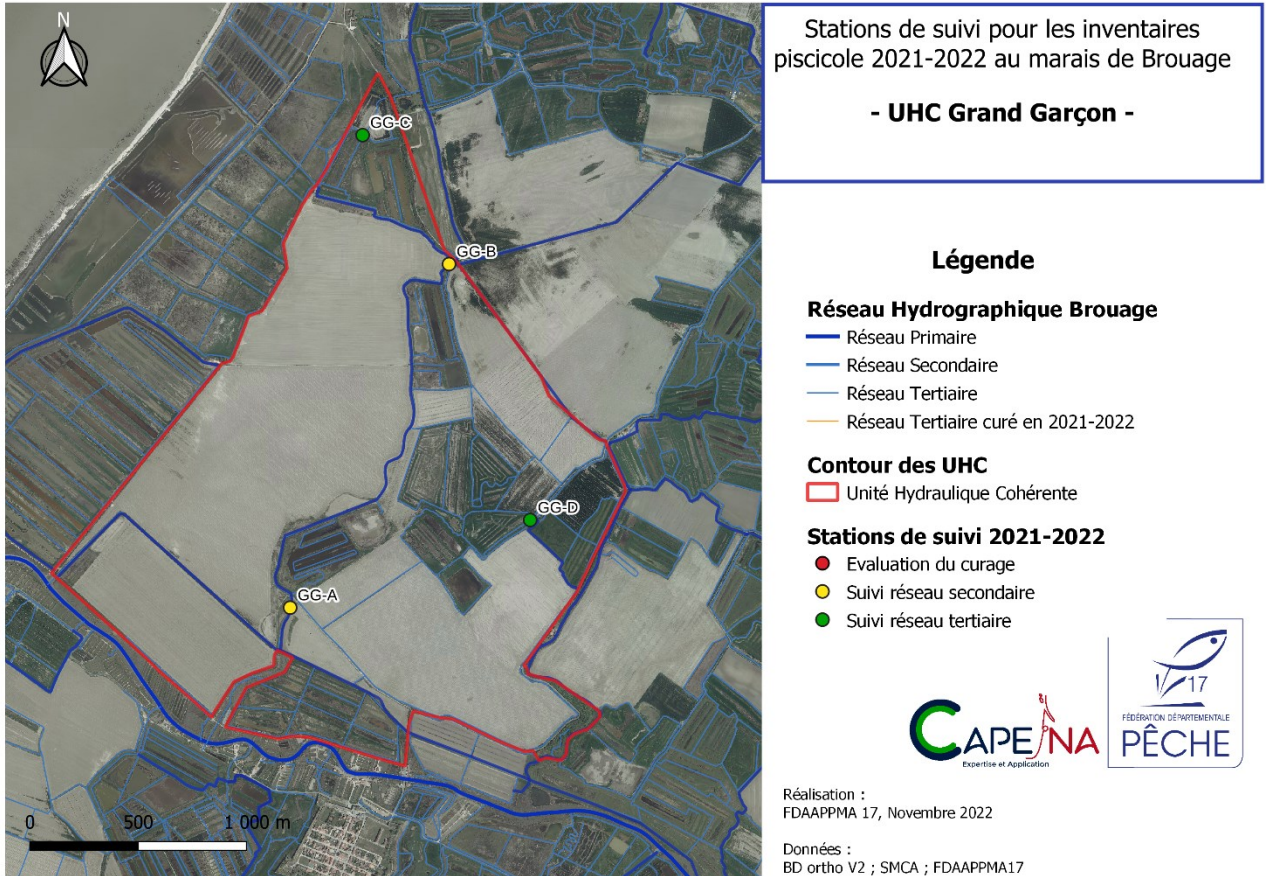 Stations de suivi pour les inventaires
piscicole 2021-2022 au marais de Brouage
- UHC Grand Garçon -
N
GG-C
GG-B
GG-D
GG-A
0 500 1 000 m
Légende
Réseau Hydrographique Brouage
Réseau Primaire
Réseau Secondaire
Réseau Tertiaire
Réseau Tertiaire curé en 2021-2022
Contour des UHC
Unité Hydraulique Cohérente
Stations de suivi 2021-2022
Evaluation du curage
Suivi réseau secondaire
Suivi réseau tertiaire
CAPENA
Expertise et Application
17
FÉDÉRATION DÉPARTEMENTALE
PÊCHE
Réalisation :
FDAAPPMA 17, Novembre 2022
Données :
BD ortho V2 ; SMCA ; FDAAPPMA17